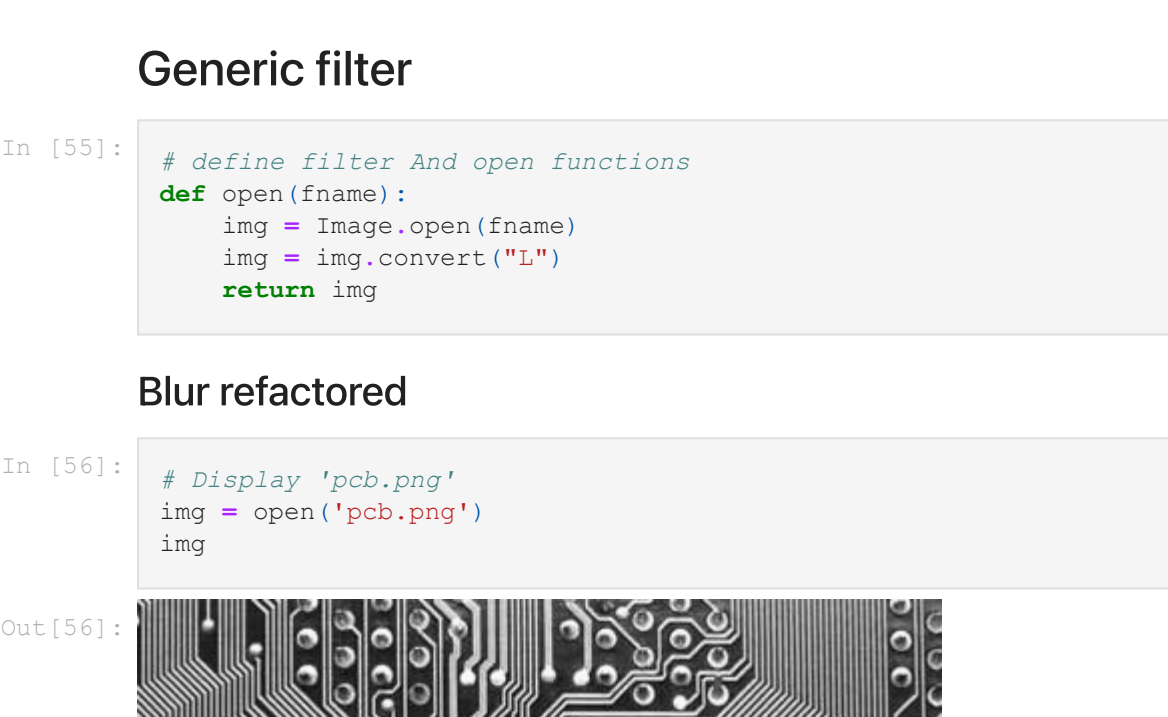 Generic filter
In [55]:
# define filter And open functions
def open(fname):
    img = Image.open(fname)
    img = img.convert("L")
    return img
Blur refactored
In [56]:
# Display 'pcb.png'
img = open('pcb.png')
img
Out[56]: